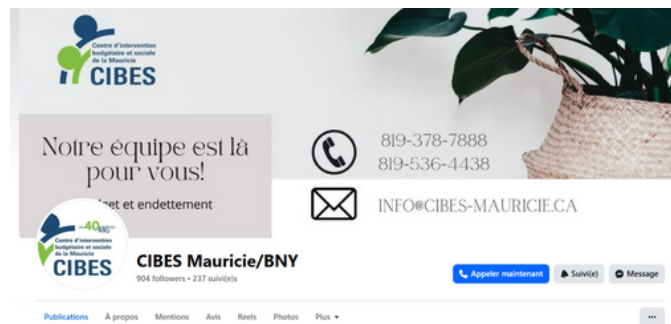 Centre d'intervention
budgétaire et sociale
de la Mauricie
CIBES
Notre équipe est là
pour vous!
et et endettement
819-378-7888
819-536-4438
INFO@CIBES-MAURICIE.CA
40 ANS
Centre d'intervention
budgétaire et sociale
de la Mauricie
CIBES
CIBES Mauricie/BNY
904 followers • 237 suivi(e)s
Appeler maintenant
Suivi(e)
Message
Publications À propos Mentions Avis Reels Photos Plus